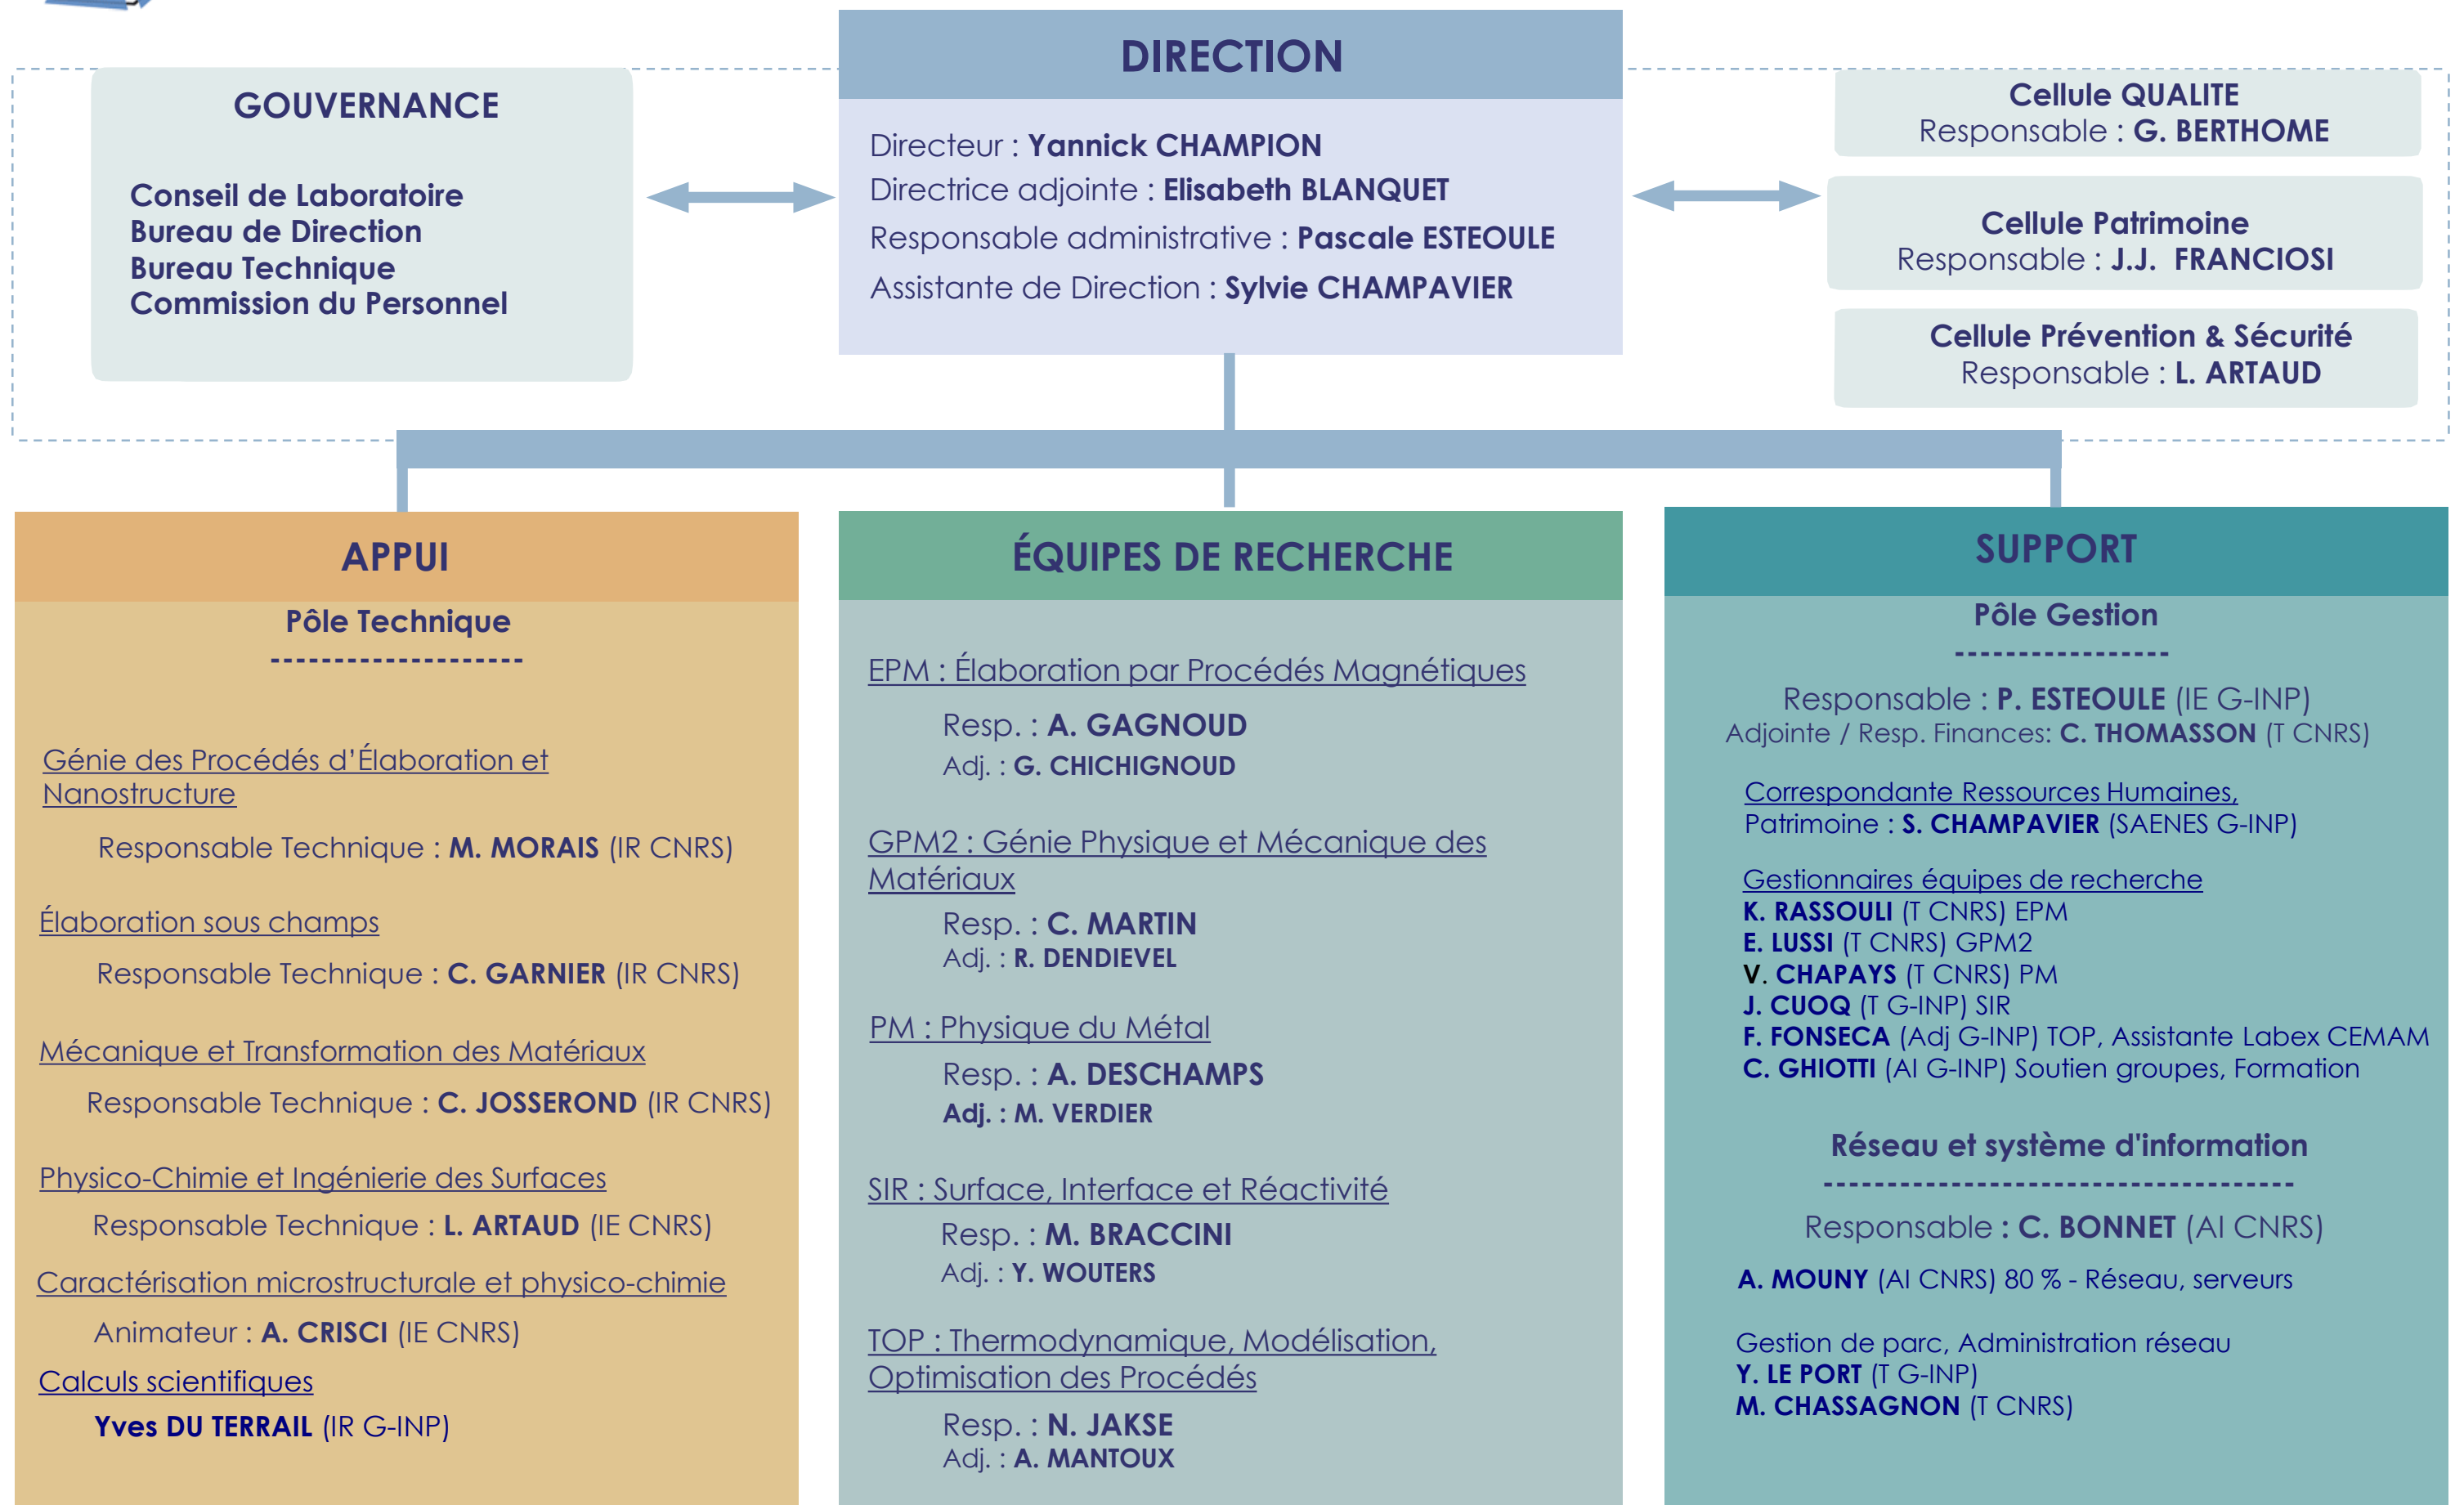 DIRECTION
Directeur : Yannick CHAMPION
Directrice adjointe : Elisabeth BLANQUET
Responsable administrative : Pascale ESTEOULE
Assistante de Direction : Sylvie CHAMPAVIER
GOUVERNANCE
Conseil de Laboratoire
Bureau de Direction
Bureau Technique
Commission du Personnel
Cellule QUALITE
Responsable : G. BERTHOME
Cellule Patrimoine
Responsable : J.J. FRANCIOSI
Cellule Prévention & Sécurité
Responsable : L. ARTAUD
APPUI
Pôle Technique
--------------------
Génie des Procédés d'Élaboration et
Nanostructure
Responsable Technique : M. MORAIS (IR CNRS)
Élaboration sous champs
Responsable Technique : C. GARNIER (IR CNRS)
Mécanique et Transformation des Matériaux
Responsable Technique : C. JOSSEROND (IR CNRS)
Physico-Chimie et Ingénierie des Surfaces
Responsable Technique : L. ARTAUD (IE CNRS)
Caractérisation microstructurale et physico-chimie
Animateur : A. CRISCI (IE CNRS)
Calculs scientifiques
Yves DU TERRAIL (IR G-INP)
ÉQUIPES DE RECHERCHE
EPM : Élaboration par Procédés Magnétiques
Resp. : A. GAGNOUD
Adj. : G. CHICHIGNOUD
GPM2 : Génie Physique et Mécanique des
Matériaux
Resp. : C. MARTIN
Adj. : R. DENDIEVEL
PM : Physique du Métal
Resp. : A. DESCHAMPS
Adj. : M. VERDIER
SIR : Surface, Interface et Réactivité
Resp. : M. BRACCINI
Adj. : Y. WOUTERS
TOP : Thermodynamique, Modélisation,
Optimisation des Procédés
Resp. : N. JAKSE
Adj. : A. MANTOUX
SUPPORT
Pôle Gestion
-----------------
Responsable : P. ESTEOULE (IE G-INP)
Adjointe / Resp. Finances: C. THOMASSON (T CNRS)
Correspondante Ressources Humaines,
Patrimoine : S. CHAMPAVIER (SAENES G-INP)
Gestionnaires équipes de recherche
K. RASSOULI (T CNRS) EPM
E. LUSSI (T CNRS) GPM2
V. CHAPAYS (T CNRS) PM
J. CUOQ (T G-INP) SIR
F. FONSECA (Adj G-INP) TOP, Assistante Labex CEMAM
C. GHIOTTI (AI G-INP) Soutien groupes, Formation
Réseau et système d'information
-------------------------------------
Responsable : C. BONNET (AI CNRS)
A. MOUNY (AI CNRS) 80 % - Réseau, serveurs
Gestion de parc, Administration réseau
Y. LE PORT (T G-INP)
M. CHASSAGNON (T CNRS)